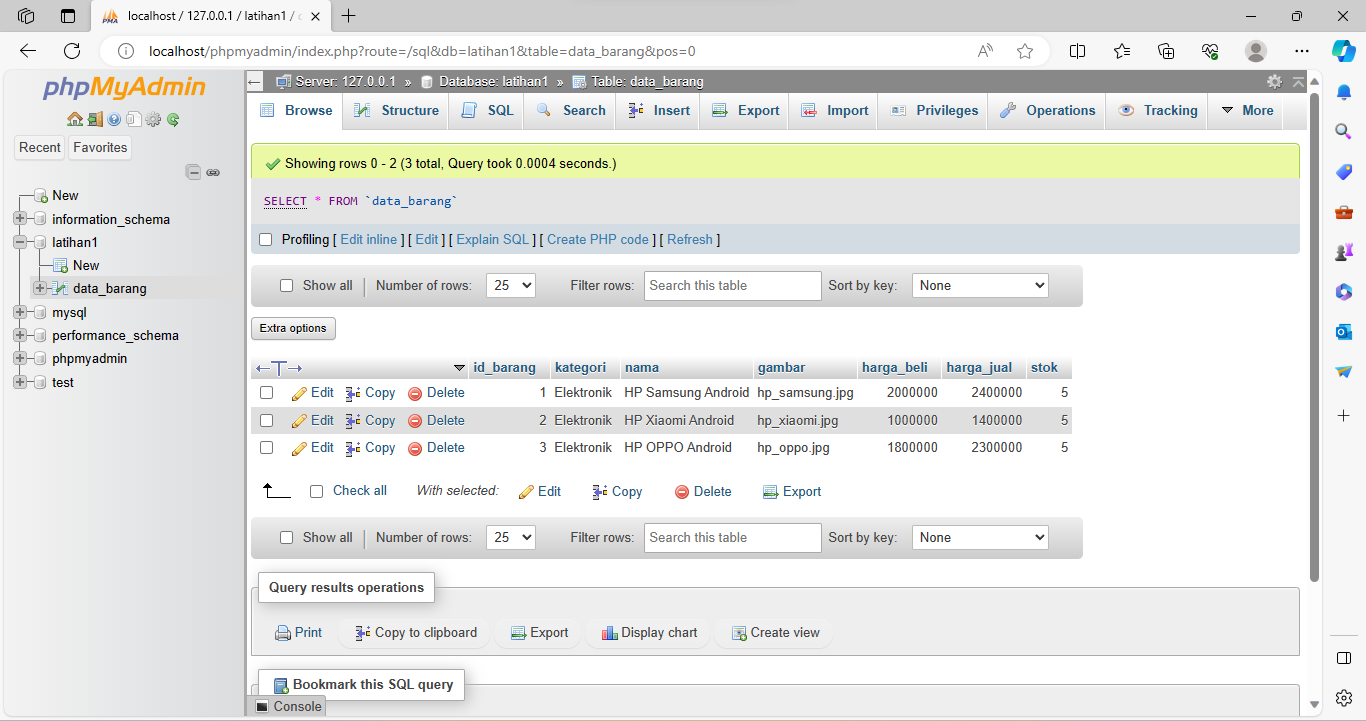 localhost / 127.0.0.1 / latihan1 / d
localhost/phpmyadmin/index.php?route=/sql&db=latihan1&table=data_barang&pos=0
phpMyAdmin
Recent Favorites
New
information_schema
latihan1
New
data_barang
mysql
performance_schema
phpmyadmin
test
Server: 127.0.0.1 » Database: latihan1 » Table: data_barang
Browse Structure SQL Search Insert Export Import Privileges Operations Tracking More
Showing rows 0 - 2 (3 total, Query took 0.0004 seconds.)
SELECT * FROM `data_barang`
Profiling [ Edit inline ] [ Edit ] [ Explain SQL ] [ Create PHP code ] [ Refresh ]
Show all Number of rows: 25 Filter rows: Search this table Sort by key: None
Extra options
id_barang kategori nama gambar harga_beli harga_jual stok
Edit Copy Delete 1 Elektronik HP Samsung Android hp_samsung.jpg 2000000 2400000 5
Edit Copy Delete 2 Elektronik HP Xiaomi Android hp_xiaomi.jpg 1000000 1400000 5
Edit Copy Delete 3 Elektronik HP OPPO Android hp_oppo.jpg 1800000 2300000 5
Check all With selected: Edit Copy Delete Export
Show all Number of rows: 25 Filter rows: Search this table Sort by key: None
Query results operations
Print Copy to clipboard Export Display chart Create view
Bookmark this SQL query
Console